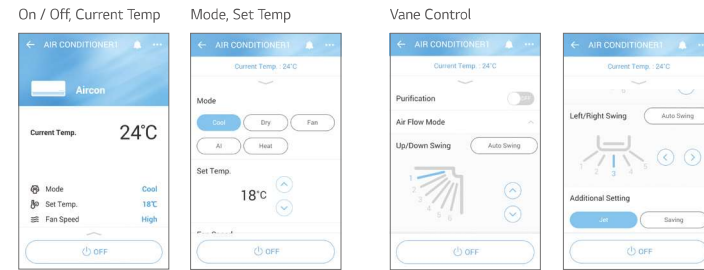 On / Off, Current Temp
Mode, Set Temp
Vane Control
AIR CONDITIONER1
Aircon
Current Temp.
24°C
Mode
Cool
Set Temp.
18℃
Fan Speed
High
OFF
AIR CONDITIONER1
Current Temp. : 24°C
Mode
Cool
Dry
Fan
AI
Heat
Set Temp.
18°C
OFF
AIR CONDITIONER1
Current Temp. : 24°C
Purification
OFF
Air Flow Mode
Up/Down Swing
Auto Swing
1
2
3
4
5
6
OFF
AIR CONDITIONER1
Current Temp. : 24°C
Left/Right Swing
Auto Swing
1
2
3
4
5
Additional Setting
Jet
Saving
OFF